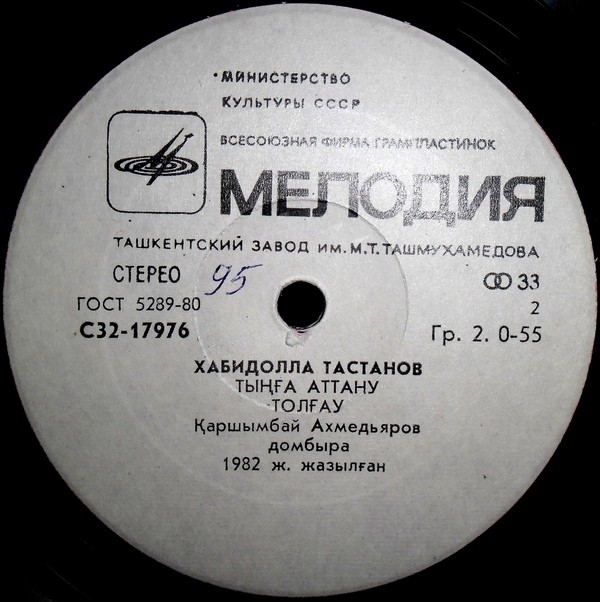 МИНИСТЕРСТВО
КУЛЬТУРЫ СССР
ВСЕСОЮЗНАЯ ФИРМА ГРАМПЛАСТИНОК
МЕЛОДИЯ
ТАШКЕНТСКИЙ ЗАВОД ИМ. М.Т. ТАШМУХАМЕДОВА
СТЕРЕО 95 33
ГОСТ 5289-80 2
С32-17976 Гр. 2. 0-55
ХАБИДОЛЛА ТАСТАНОВ
ТЫҢҒА АТТАНУ
ТОЛҒАУ
Қаршымбай Ахмедьяров
домбыра
1982 ж. жазылған